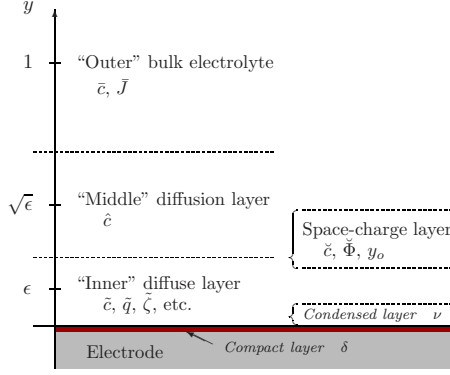 y
1
“Outer” bulk electrolyte
c̄, J̄
√ϵ
“Middle” diffusion layer
ĉ
Space-charge layer
c̆, Φ̆, yₒ
ϵ
“Inner” diffuse layer
c̃, q̃, ζ̃, etc.
Condensed layer ν
Compact layer δ
Electrode